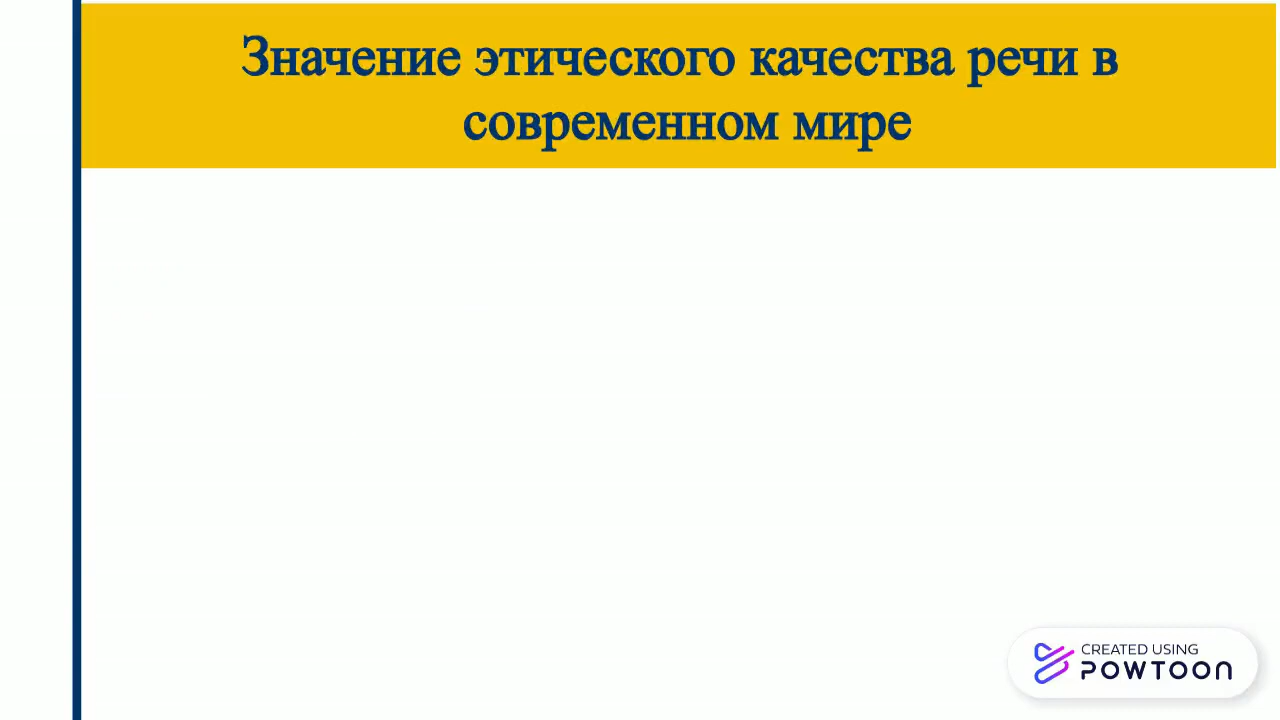 Значение этического качества речи в
современном мире
CREATED USING
POWTOON